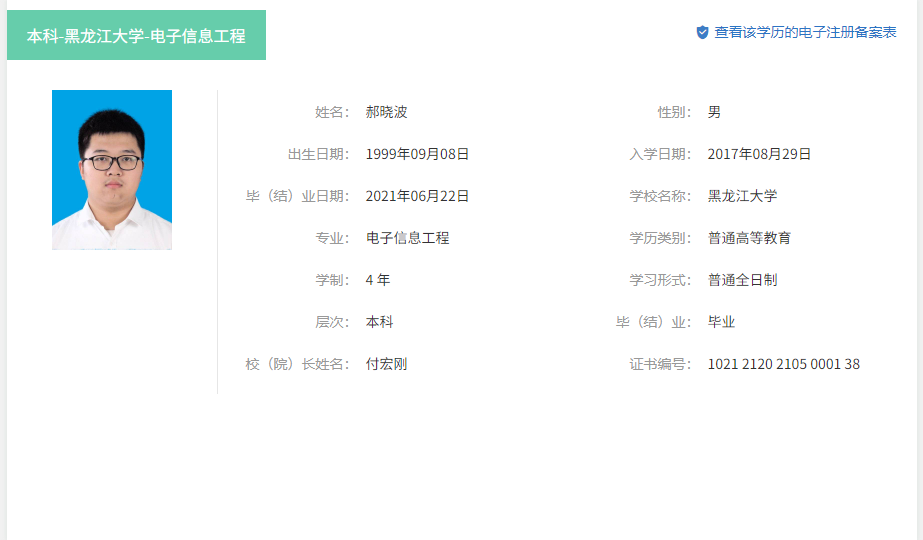 本科-黑龙江大学-电子信息工程
查看该学历的电子注册备案表
姓名： 郝晓波 性别： 男
出生日期： 1999年09月08日 入学日期： 2017年08月29日
毕（结）业日期： 2021年06月22日 学校名称： 黑龙江大学
专业： 电子信息工程 学历类别： 普通高等教育
学制： 4 年 学习形式： 普通全日制
层次： 本科 毕（结）业： 毕业
校（院）长姓名： 付宏刚 证书编号： 1021 2120 2105 0001 38